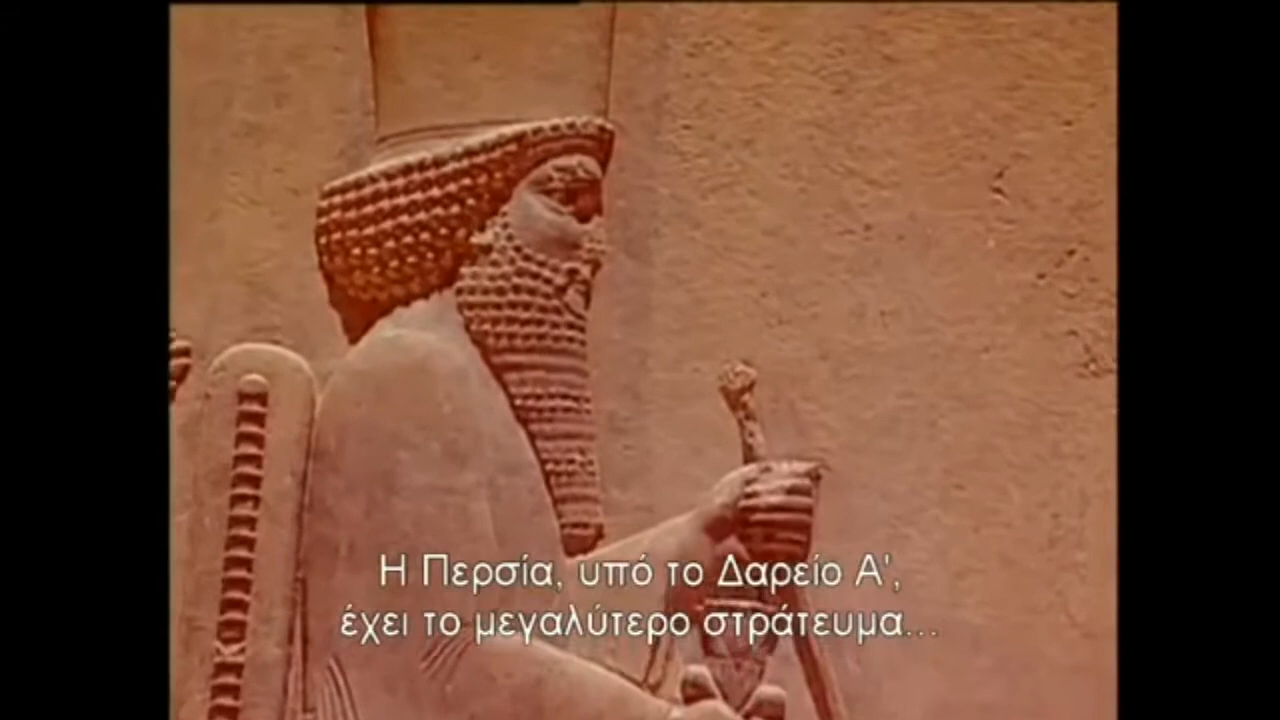 Η Περσία, υπό το Δαρείο Α',
έχει το μεγαλύτερο στράτευμα...